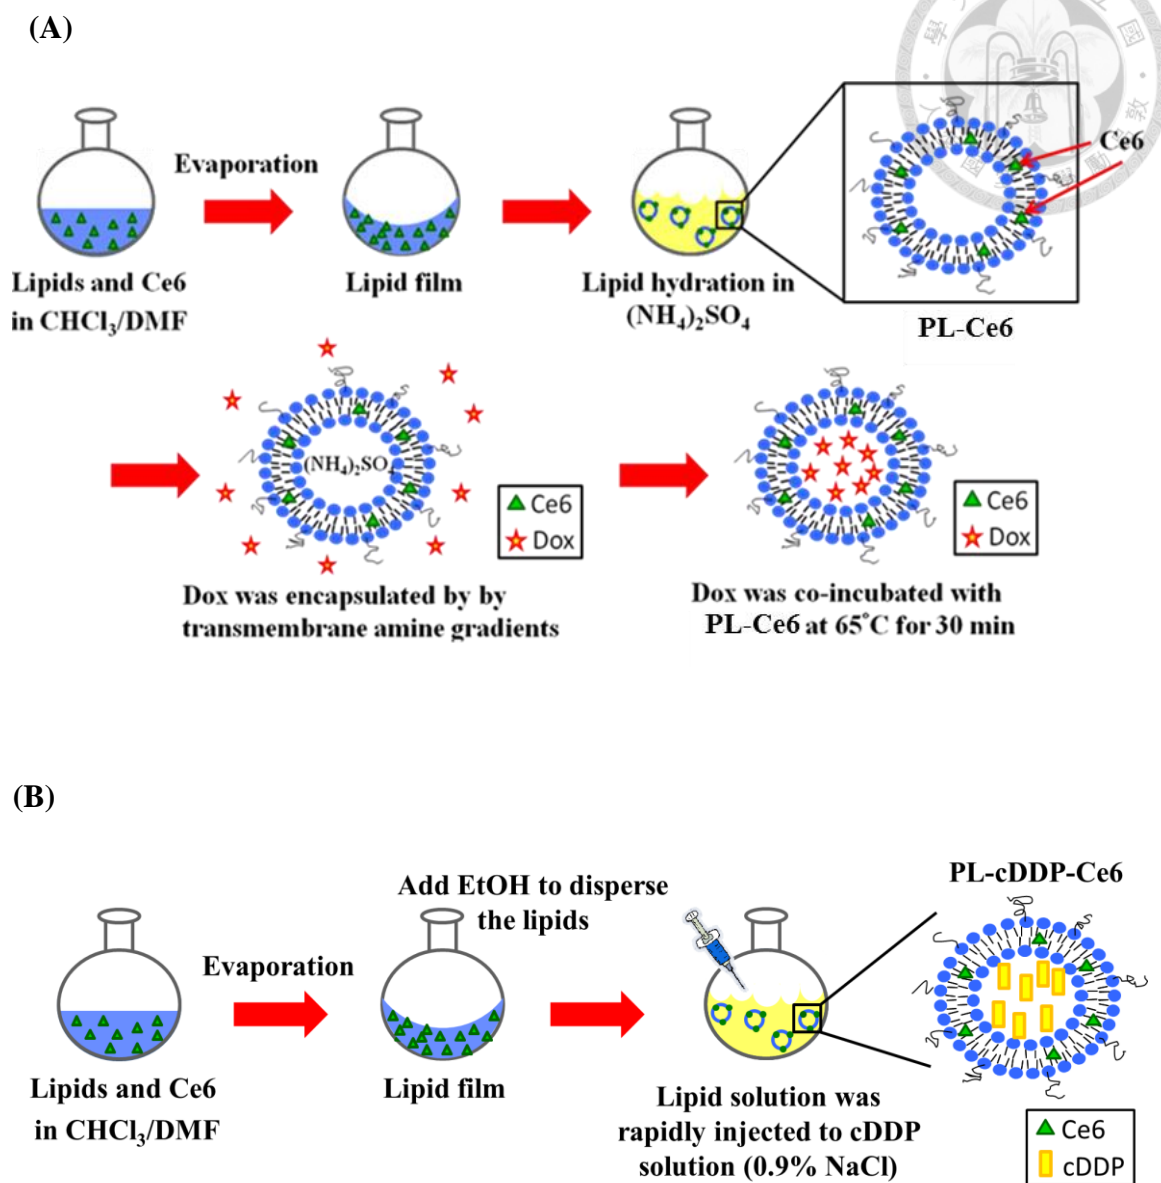 (A)
Evaporation
Ce6
Lipids and Ce6
in CHCl₃/DMF
Lipid film
Lipid hydration in
(NH₄)₂SO₄
PL-Ce6
(NH₄)₂SO₄
Ce6
Dox
Ce6
Dox
Dox was encapsulated by by
transmembrane amine gradients
Dox was co-incubated with
PL-Ce6 at 65°C for 30 min
(B)
Add EtOH to disperse
the lipids
PL-cDDP-Ce6
Evaporation
Lipids and Ce6
in CHCl₃/DMF
Lipid film
Lipid solution was
rapidly injected to cDDP
solution (0.9% NaCl)
Ce6
cDDP